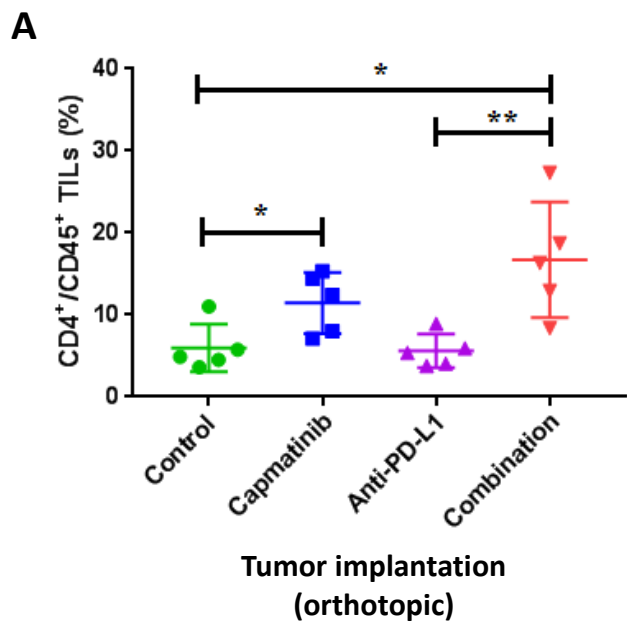 A
CD4⁺/CD45⁺ TILs (%)
40
30
20
10
0
*
**
*
Control
Capmatinib
Anti-PD-L1
Combination
Tumor implantation
(orthotopic)